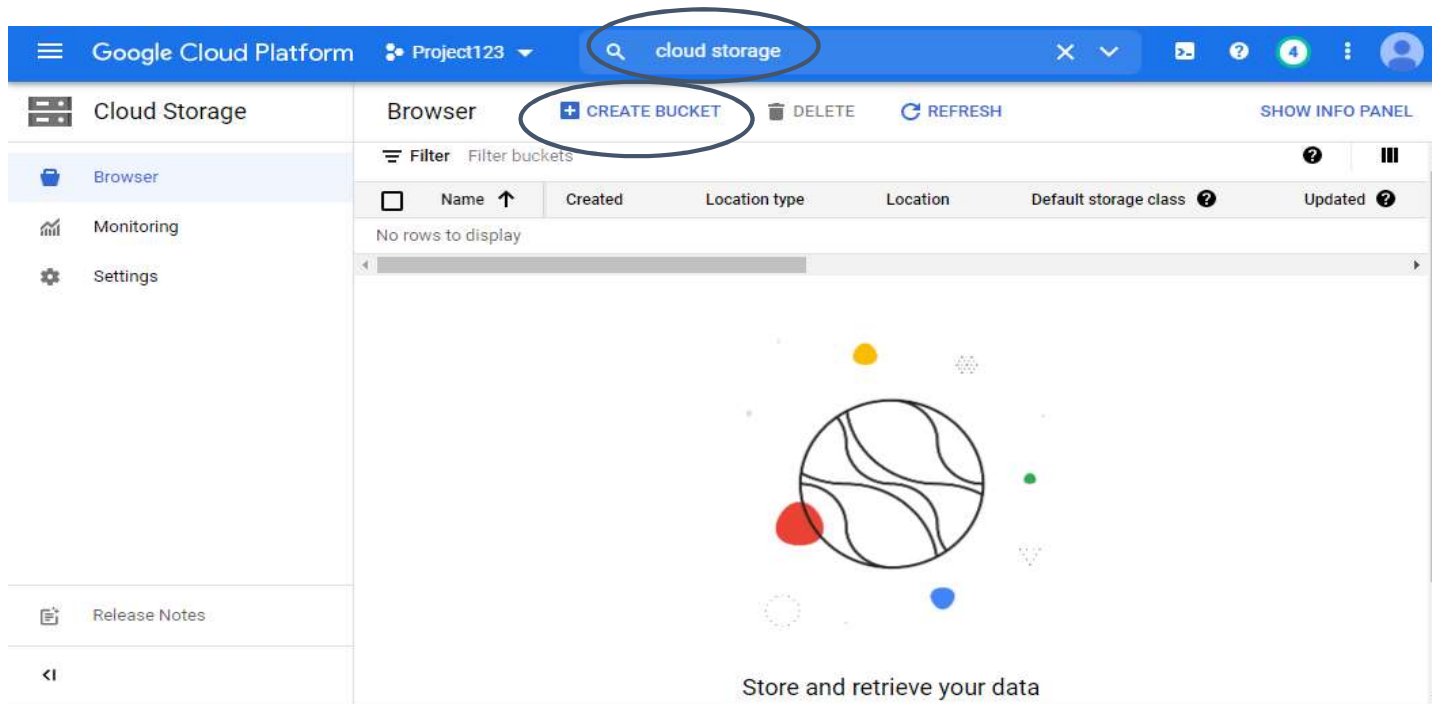 Google Cloud Platform Project123 cloud storage 4
Cloud Storage Browser CREATE BUCKET DELETE REFRESH SHOW INFO PANEL
Filter Filter buckets
Browser
Name Created Location type Location Default storage class Updated
Monitoring
No rows to display
Settings
Release Notes
Store and retrieve your data